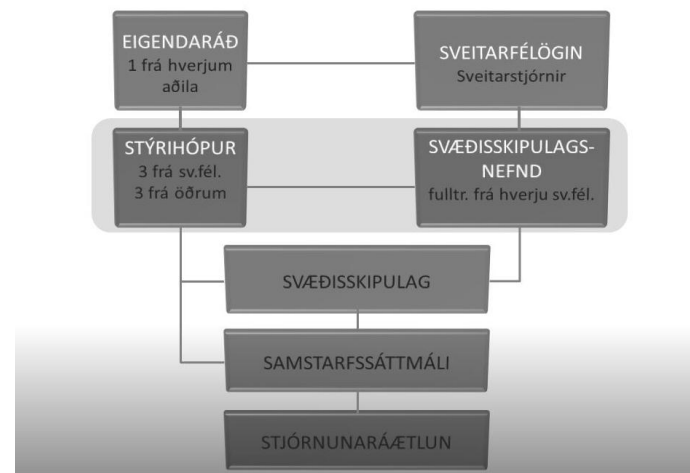 EIGENDARÁÐ
1 frá hverjum
aðila
SVEITARFÉLÖGIN
Sveitarstjórnir
STÝRIHÓPUR
3 frá sv.fél.
3 frá öðrum
SVÆÐISSKIPULAGS-
NEFND
fulltr. frá hverju sv.fél.
SVÆÐISSKIPULAG
SAMSTARFSSÁTTMÁLI
STJÓRNUNARÁÆTLUN